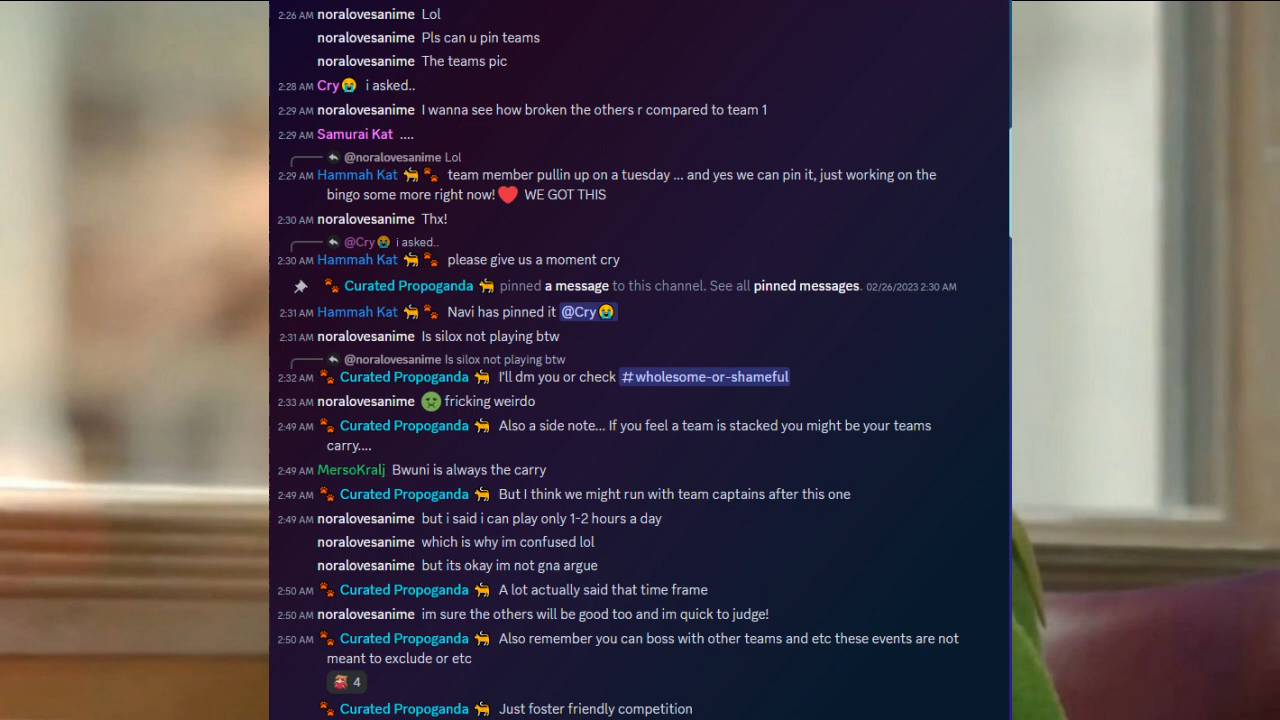 2:26 AM noralovesanime Lol
noralovesanime Pls can u pin teams
noralovesanime The teams pic
2:28 AM Cry😭 i asked..
2:29 AM noralovesanime I wanna see how broken the others r compared to team 1
2:29 AM Samurai Kat ....
@noralovesanime Lol
2:29 AM Hammah Kat 🐈 🐾 team member pullin up on a tuesday ... and yes we can pin it, just working on the
bingo some more right now! ❤️ WE GOT THIS
2:30 AM noralovesanime Thx!
@Cry😭 i asked..
2:30 AM Hammah Kat 🐈 🐾 please give us a moment cry
🐾 Curated Propoganda 🐈 pinned a message to this channel. See all pinned messages. 02/26/2023 2:30 AM
2:31 AM Hammah Kat 🐈 🐾 Navi has pinned it @Cry😭
2:31 AM noralovesanime Is silox not playing btw
@noralovesanime Is silox not playing btw
2:32 AM 🐾 Curated Propoganda 🐈 I'll dm you or check #wholesome-or-shameful
2:33 AM noralovesanime 🤢 fricking weirdo
2:49 AM 🐾 Curated Propoganda 🐈 Also a side note... If you feel a team is stacked you might be your teams
carry....
2:49 AM MersoKralj Bwuni is always the carry
2:49 AM 🐾 Curated Propoganda 🐈 But I think we might run with team captains after this one
2:49 AM noralovesanime but i said i can play only 1-2 hours a day
noralovesanime which is why im confused lol
noralovesanime but its okay im not gna argue
2:50 AM 🐾 Curated Propoganda 🐈 A lot actually said that time frame
2:50 AM noralovesanime im sure the others will be good too and im quick to judge!
2:50 AM 🐾 Curated Propoganda 🐈 Also remember you can boss with other teams and etc these events are not
meant to exclude or etc
4
🐾 Curated Propoganda 🐈 Just foster friendly competition